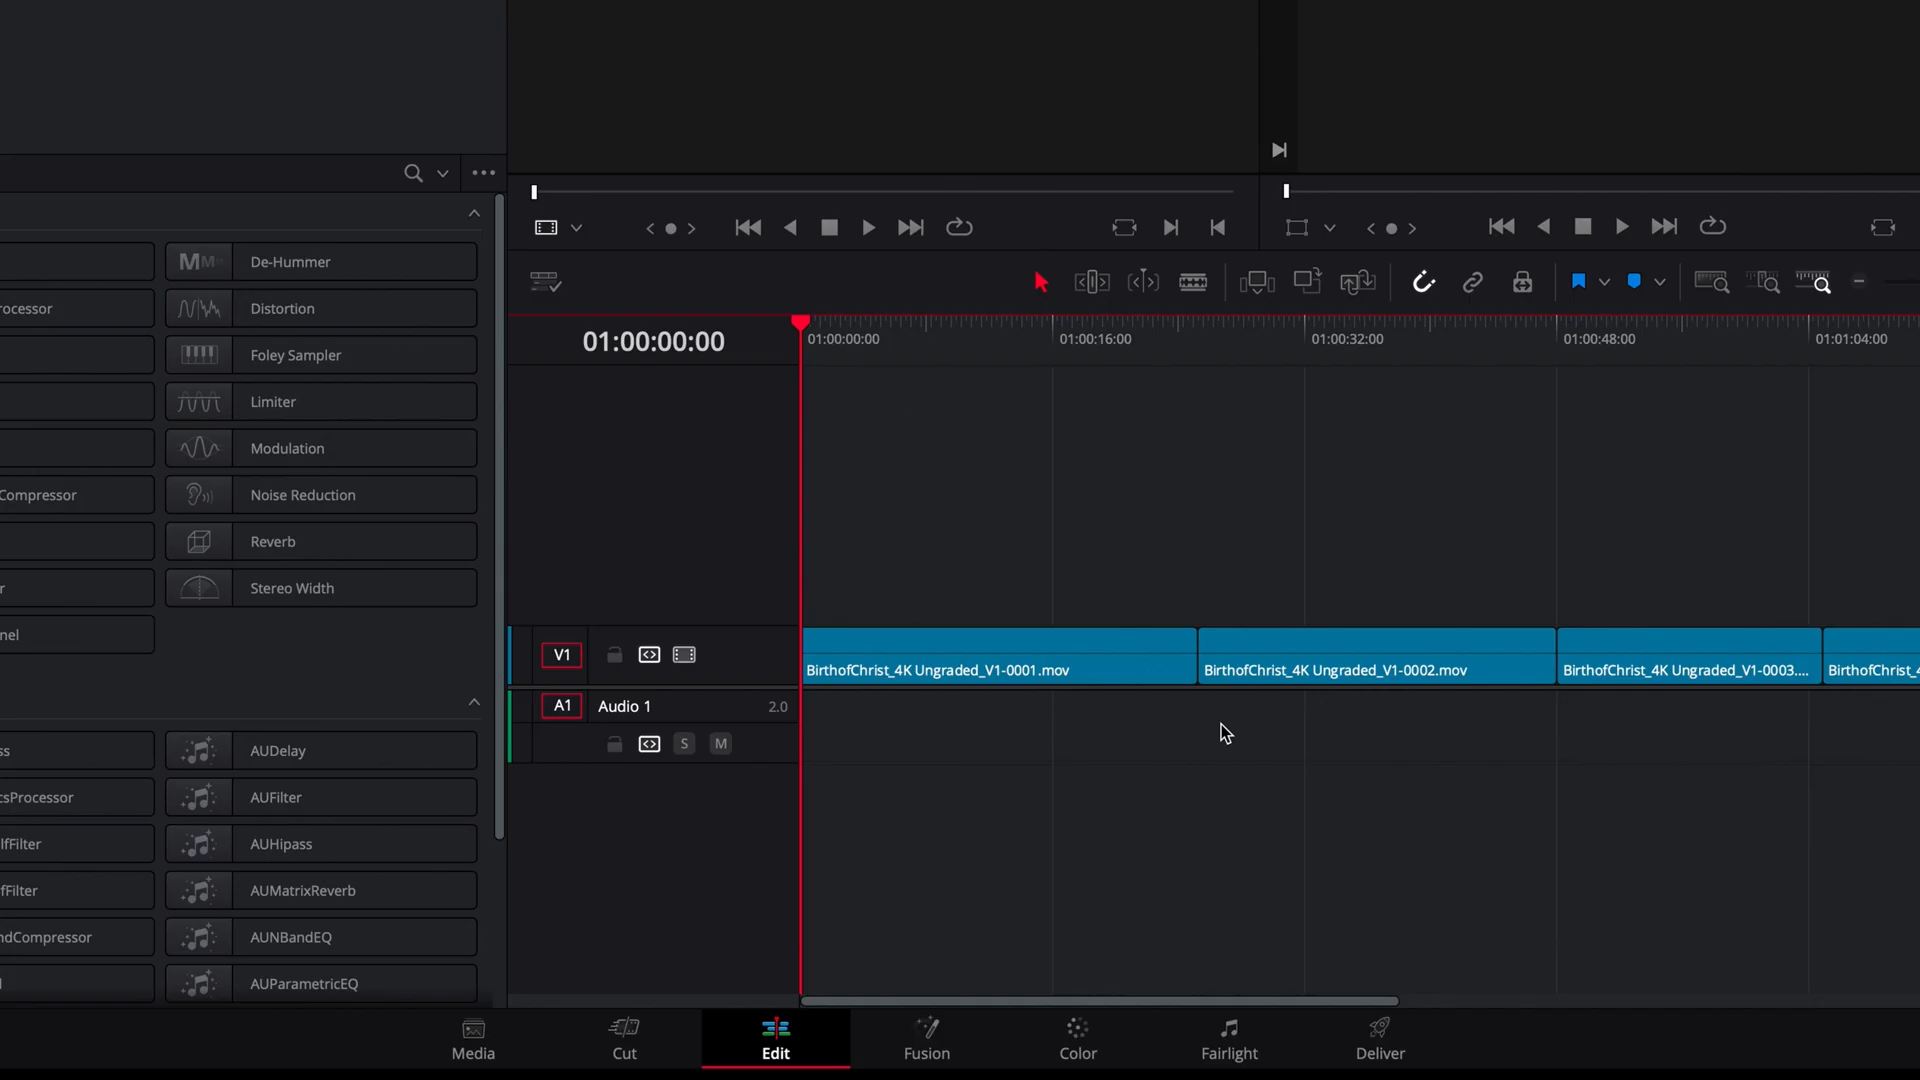 De-Hummer
rocessor
Distortion
Foley Sampler
Limiter
Modulation
Compressor
Noise Reduction
Reverb
r
Stereo Width
nel
ss
AUDelay
sProcessor
AUFilter
lfFilter
AUHipass
fFilter
AUMatrixReverb
ndCompressor
AUNBandEQ
AUParametricEQ
01:00:00:00
01:00:00:00
01:00:16:00
01:00:32:00
01:00:48:00
01:01:04:00
V1
BirthofChrist_4K Ungraded_V1-0001.mov
BirthofChrist_4K Ungraded_V1-0002.mov
BirthofChrist_4K Ungraded_V1-0003....
BirthofChrist_4
A1
Audio 1
2.0
S
M
Media
Cut
Edit
Fusion
Color
Fairlight
Deliver